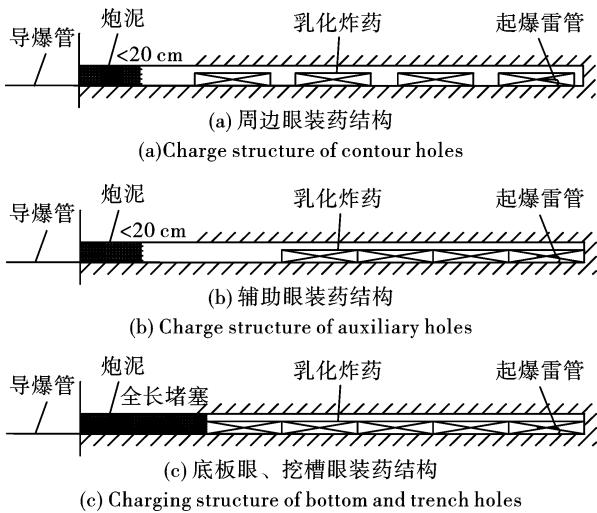 炮泥 乳化炸药 起爆雷管
导爆管 <20 cm
(a) 周边眼装药结构
(a)Charge structure of contour holes
炮泥 乳化炸药 起爆雷管
导爆管 <20 cm
(b) 辅助眼装药结构
(b) Charge structure of auxiliary holes
炮泥 乳化炸药 起爆雷管
导爆管 全长堵塞
(c) 底板眼、挖槽眼装药结构
(c) Charging structure of bottom and trench holes